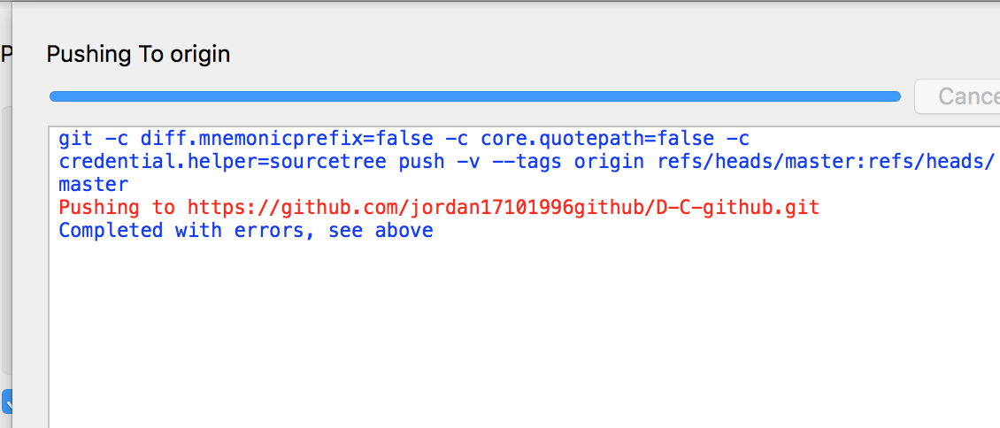 Pushing To origin
Cance
git -c diff.mnemonicprefix=false -c core.quotepath=false -c
credential.helper=sourcetree push -v --tags origin refs/heads/master:refs/heads/
master
Pushing to https://github.com/jordan17101996github/D-C-github.git
Completed with errors, see above